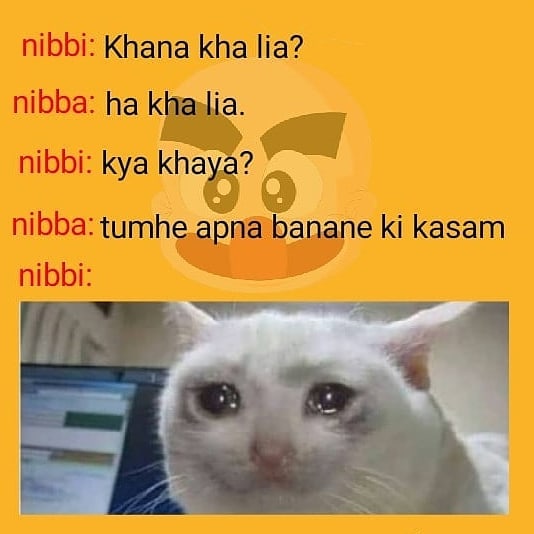 nibbi: Khana kha lia?
nibba: ha kha lia.
nibbi: kya khaya?
nibba: tumhe apna banane ki kasam
nibbi: